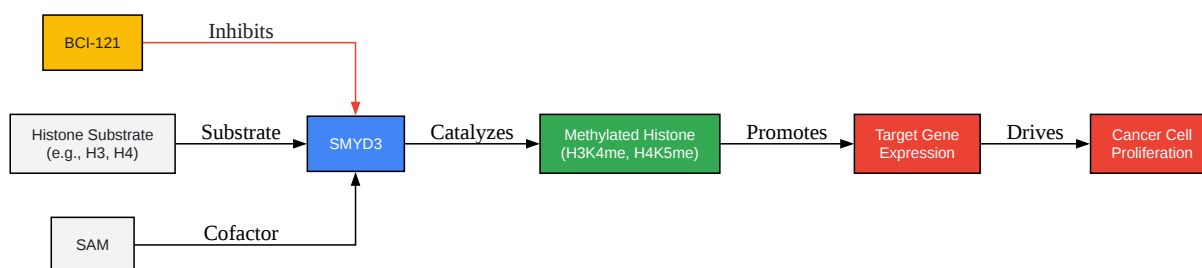 BCI-121
Inhibits
Histone Substrate
(e.g., H3, H4)
Substrate
SMYD3
Catalyzes
Methylated Histone
(H3K4me, H4K5me)
Promotes
Target Gene
Expression
Drives
Cancer Cell
Proliferation
SAM
Cofactor